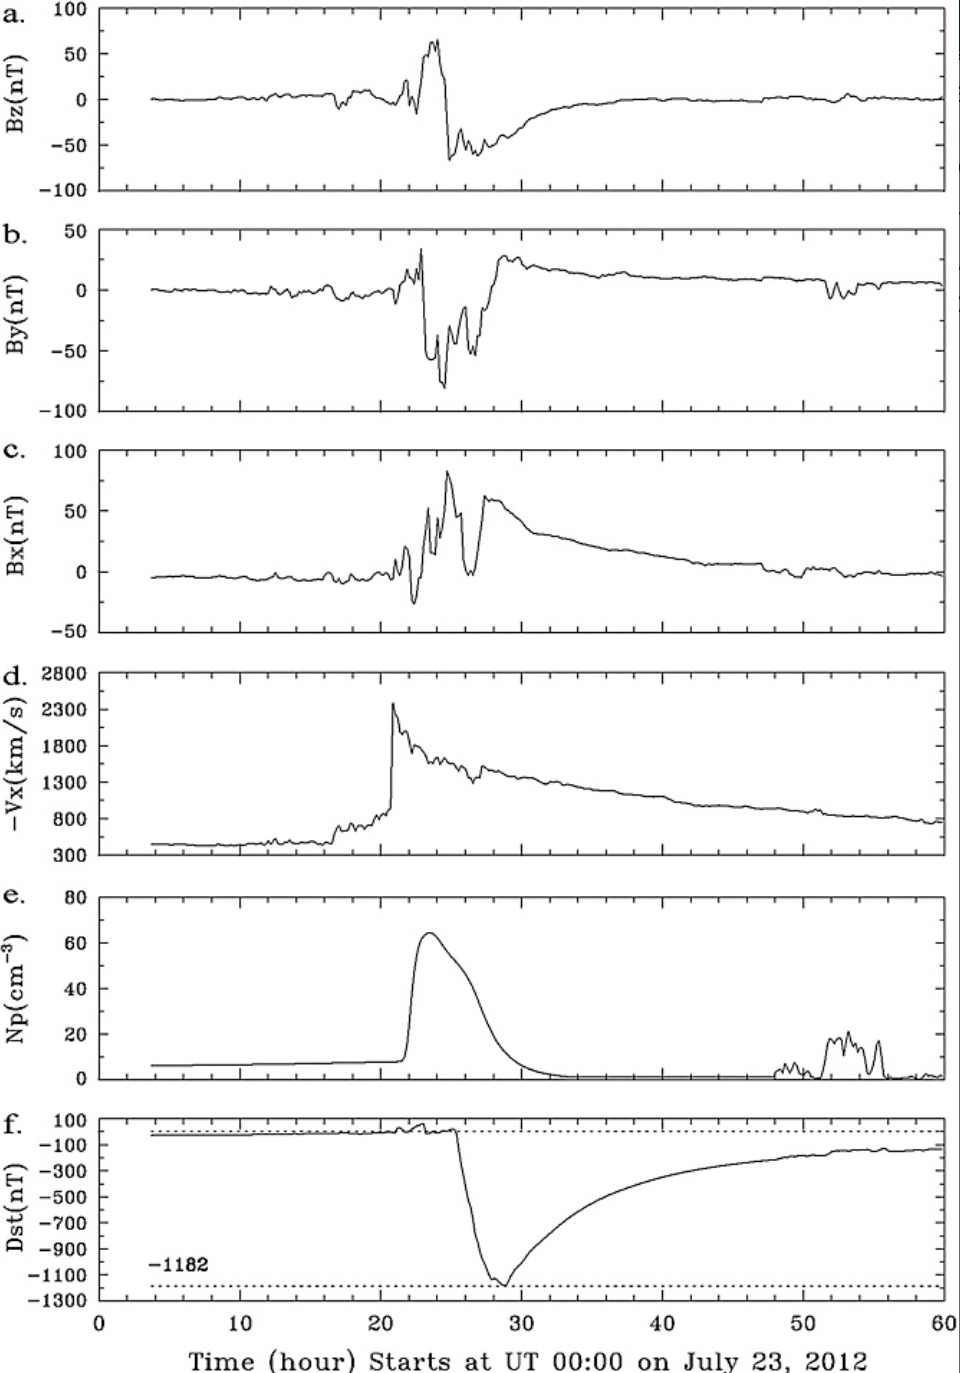 a.
Bz(nT)
100
50
0
−50
−100
b.
By(nT)
50
0
−50
−100
c.
Bx(nT)
100
50
0
−50
d.
−Vx(km/s)
2800
2300
1800
1300
800
300
e.
Np(cm−3)
80
60
40
20
0
f.
Dst(nT)
100
−100
−300
−500
−700
−900
−1100
−1300
−1182
0 10 20 30 40 50 60
Time (hour) Starts at UT 00:00 on July 23, 2012